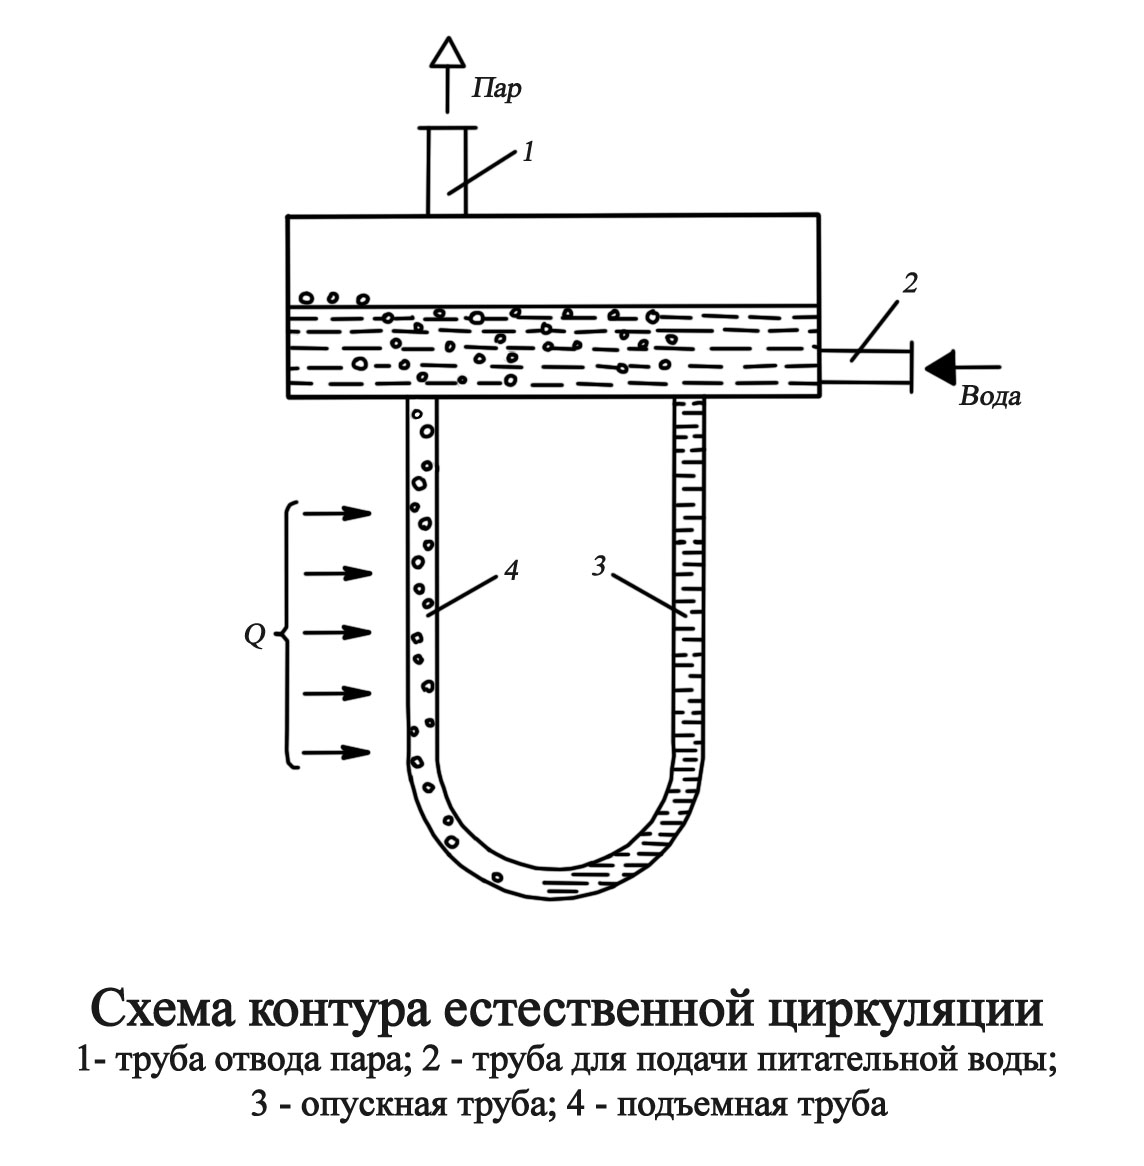 Пар
1
2
Вода
4
3
Q
Схема контура естественной циркуляции
1- труба отвода пара; 2 - труба для подачи питательной воды;
3 - опускная труба; 4 - подъемная труба